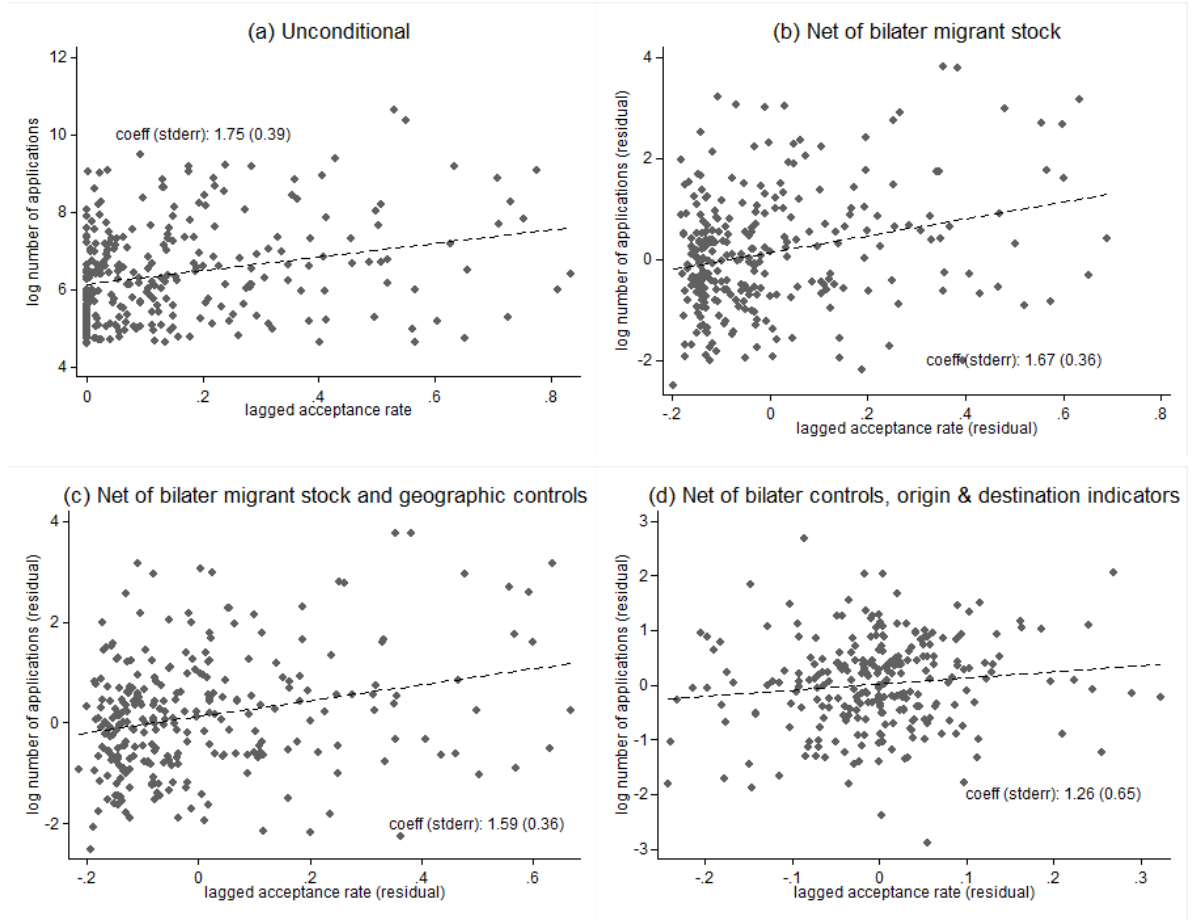 (a) Unconditional
12
10
8
6
4
log number of applications
coeff (stderr): 1.75 (0.39)
0 .2 .4 .6 .8
lagged acceptance rate
(b) Net of bilater migrant stock
4
2
0
-2
log number of applications (residual)
coeff (stderr): 1.67 (0.36)
-.2 0 .2 .4 .6 .8
lagged acceptance rate (residual)
(c) Net of bilater migrant stock and geographic controls
4
2
0
-2
log number of applications (residual)
coeff (stderr): 1.59 (0.36)
-.2 0 .2 .4 .6
lagged acceptance rate (residual)
(d) Net of bilater controls, origin & destination indicators
3
2
1
0
-1
-2
-3
log number of applications (residual)
coeff (stderr): 1.26 (0.65)
-.2 -.1 0 .1 .2 .3
lagged acceptance rate (residual)